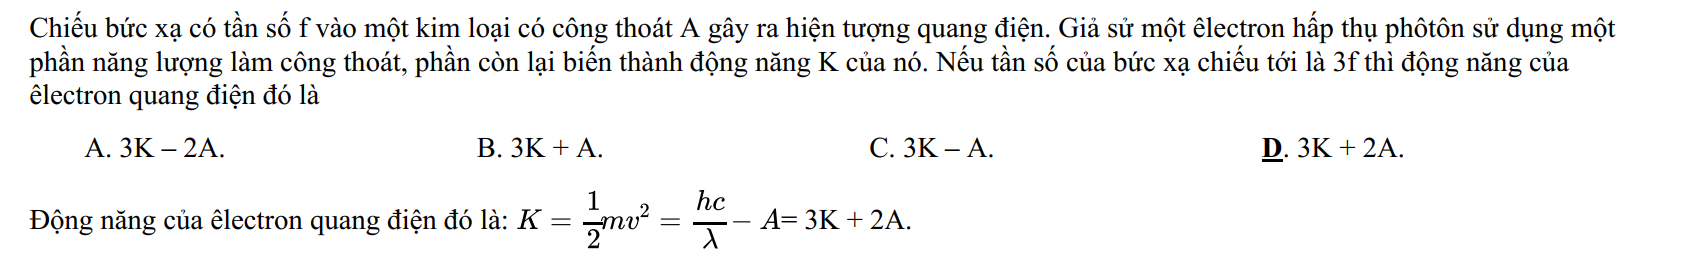 Chiếu bức xạ có tần số f vào một kim loại có công thoát A gây ra hiện tượng quang điện. Giả sử một êlectron hấp thụ phôtôn sử dụng một
phần năng lượng làm công thoát, phần còn lại biến thành động năng K của nó. Nếu tần số của bức xạ chiếu tới là 3f thì động năng của
êlectron quang điện đó là
A. 3K – 2A. B. 3K + A. C. 3K – A. D. 3K + 2A.
Động năng của êlectron quang điện đó là: $K = \frac{1}{2}mv^2 = \frac{hc}{\lambda} - A$= 3K + 2A.